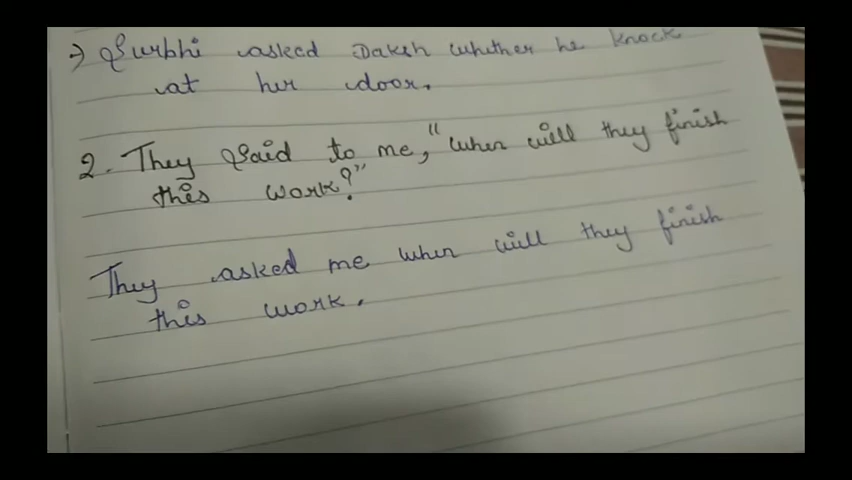 → Surbhi asked Daksh whether he knock
at her door.
2. They said to me, "when will they finish
this work?"
They asked me when will they finish
this work.